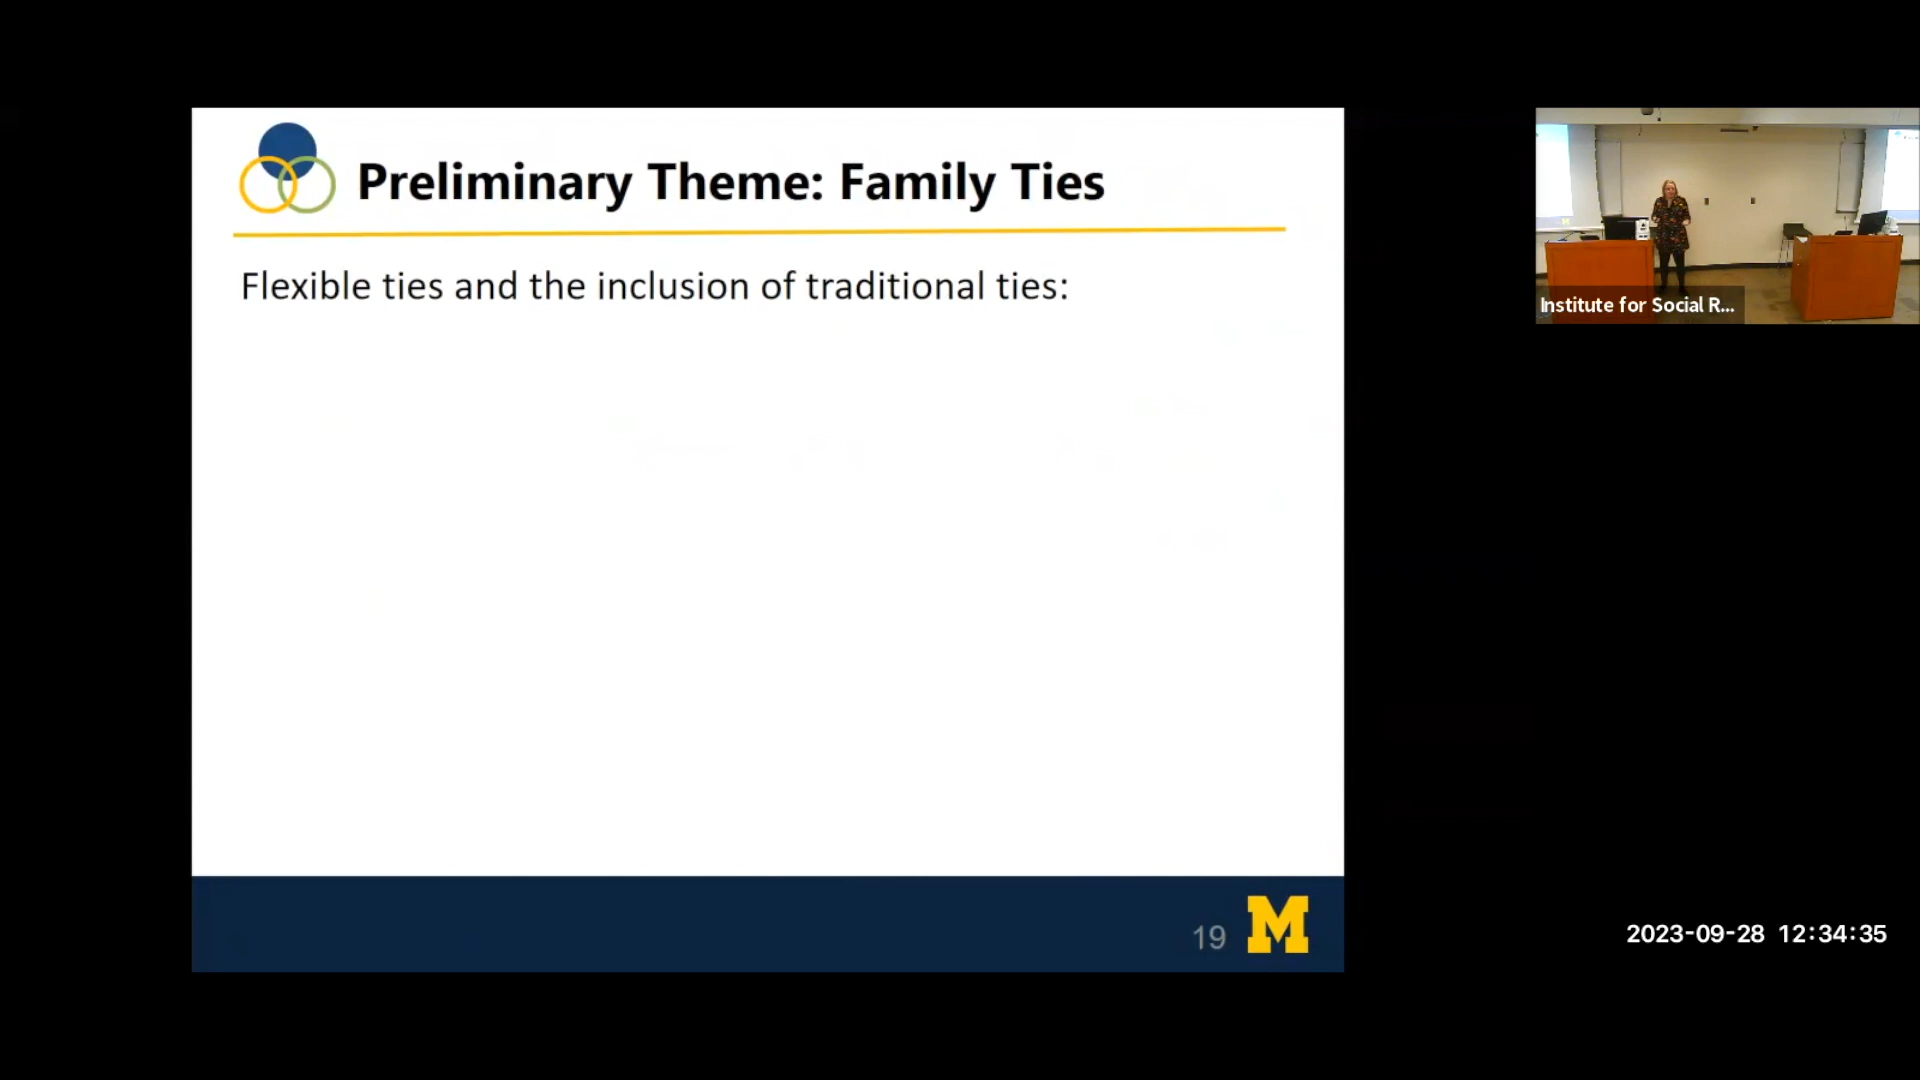 Preliminary Theme: Family Ties
Flexible ties and the inclusion of traditional ties:
Institute for Social R...
19
M
2023-09-28 12:34:35